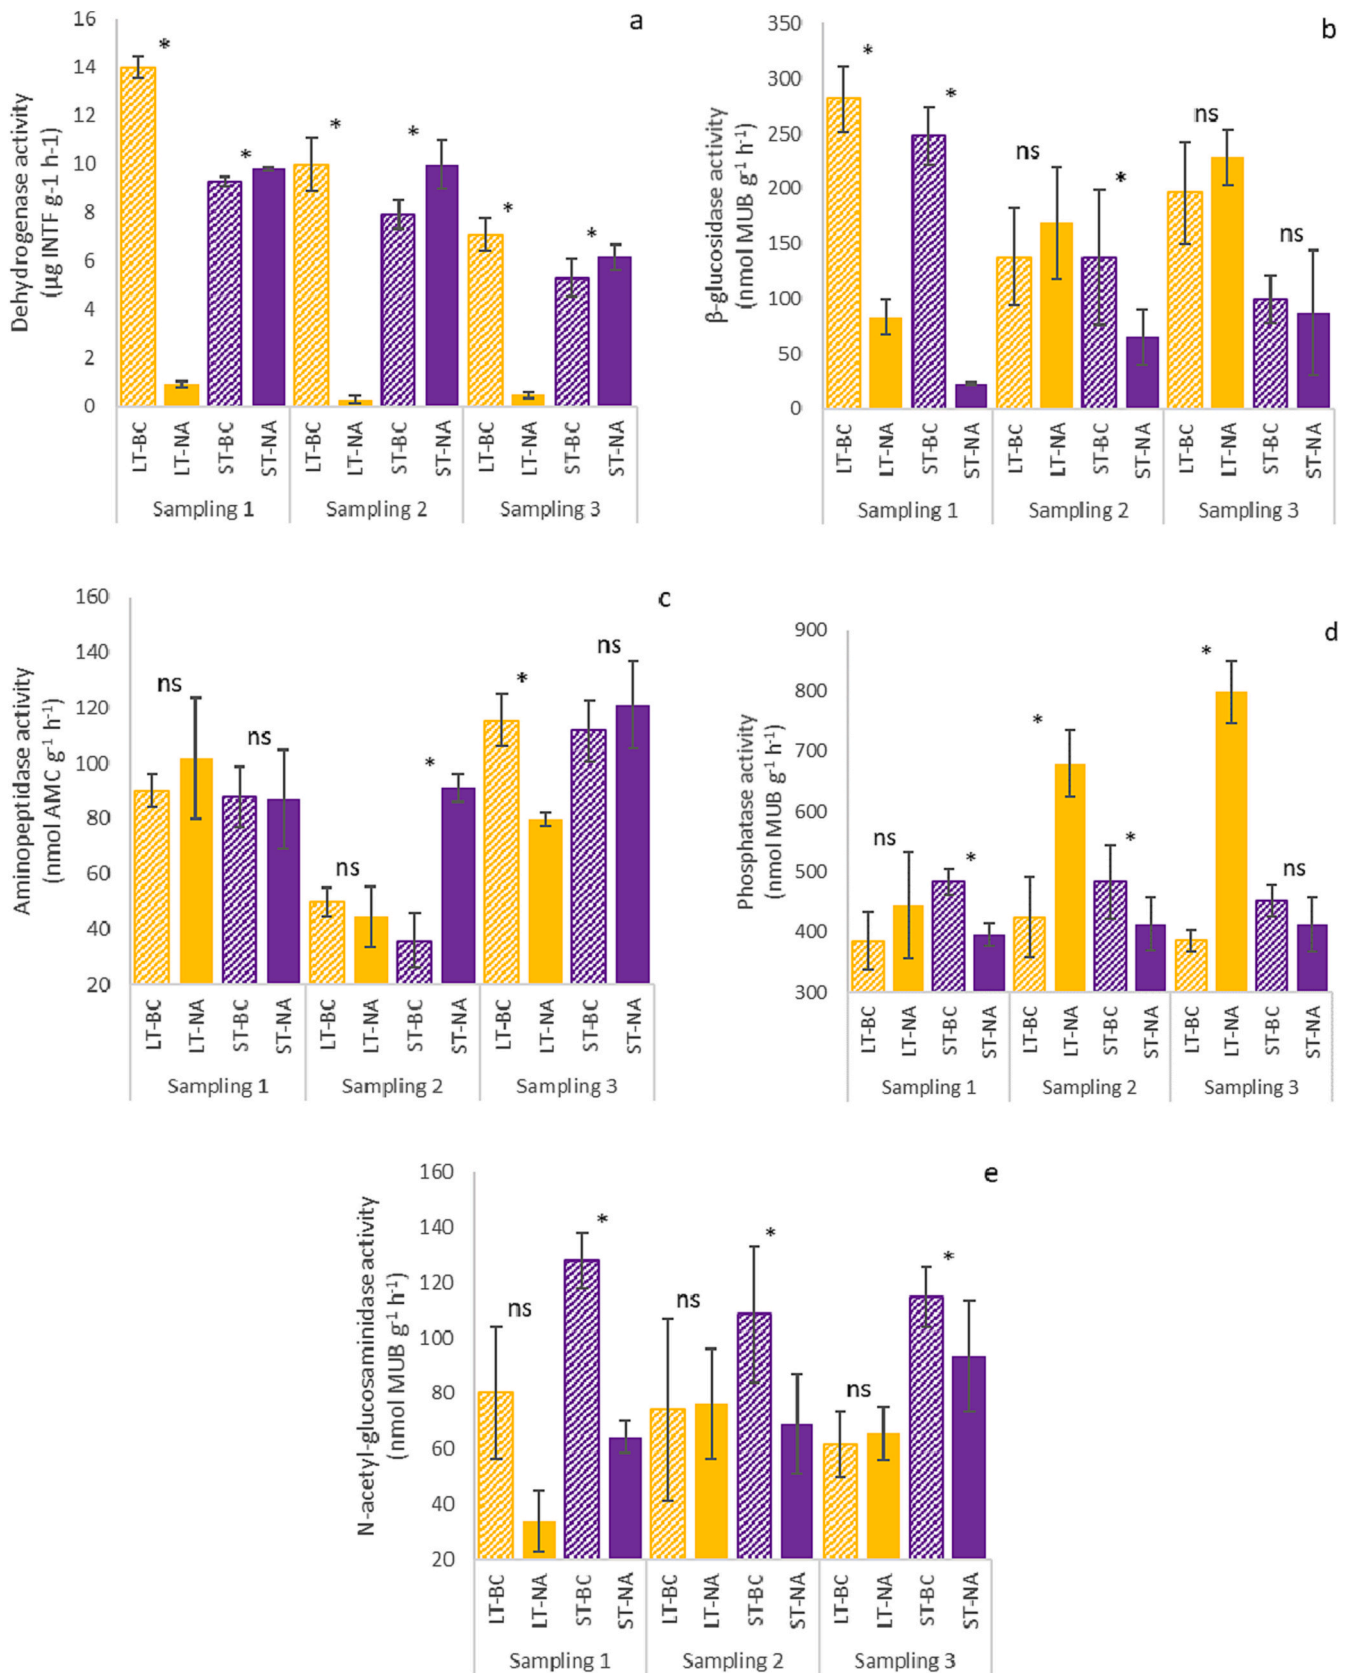 a
Dehydrogenase activity
(µg INTF g-1 h-1)
16
14
12
10
8
6
4
2
0
*
*
*
*
*
*
LT-BC
LT-NA
ST-BC
ST-NA
LT-BC
LT-NA
ST-BC
ST-NA
LT-BC
LT-NA
ST-BC
ST-NA
Sampling 1
Sampling 2
Sampling 3
b
β-glucosidase activity
(nmol MUB g-1 h-1)
350
300
250
200
150
100
50
0
*
*
ns
*
ns
ns
LT-BC
LT-NA
ST-BC
ST-NA
LT-BC
LT-NA
ST-BC
ST-NA
LT-BC
LT-NA
ST-BC
ST-NA
Sampling 1
Sampling 2
Sampling 3
c
Aminopeptidase activity
(nmol AMC g-1 h-1)
160
140
120
100
80
60
40
20
ns
ns
ns
*
*
ns
LT-BC
LT-NA
ST-BC
ST-NA
LT-BC
LT-NA
ST-BC
ST-NA
LT-BC
LT-NA
ST-BC
ST-NA
Sampling 1
Sampling 2
Sampling 3
d
Phosphatase activity
(nmol MUB g-1 h-1)
900
800
700
600
500
400
300
ns
*
*
*
*
ns
LT-BC
LT-NA
ST-BC
ST-NA
LT-BC
LT-NA
ST-BC
ST-NA
LT-BC
LT-NA
ST-BC
ST-NA
Sampling 1
Sampling 2
Sampling 3
e
N-acetyl-glucosaminidase activity
(nmol MUB g-1 h-1)
160
140
120
100
80
60
40
20
ns
*
ns
*
ns
*
LT-BC
LT-NA
ST-BC
ST-NA
LT-BC
LT-NA
ST-BC
ST-NA
LT-BC
LT-NA
ST-BC
ST-NA
Sampling 1
Sampling 2
Sampling 3